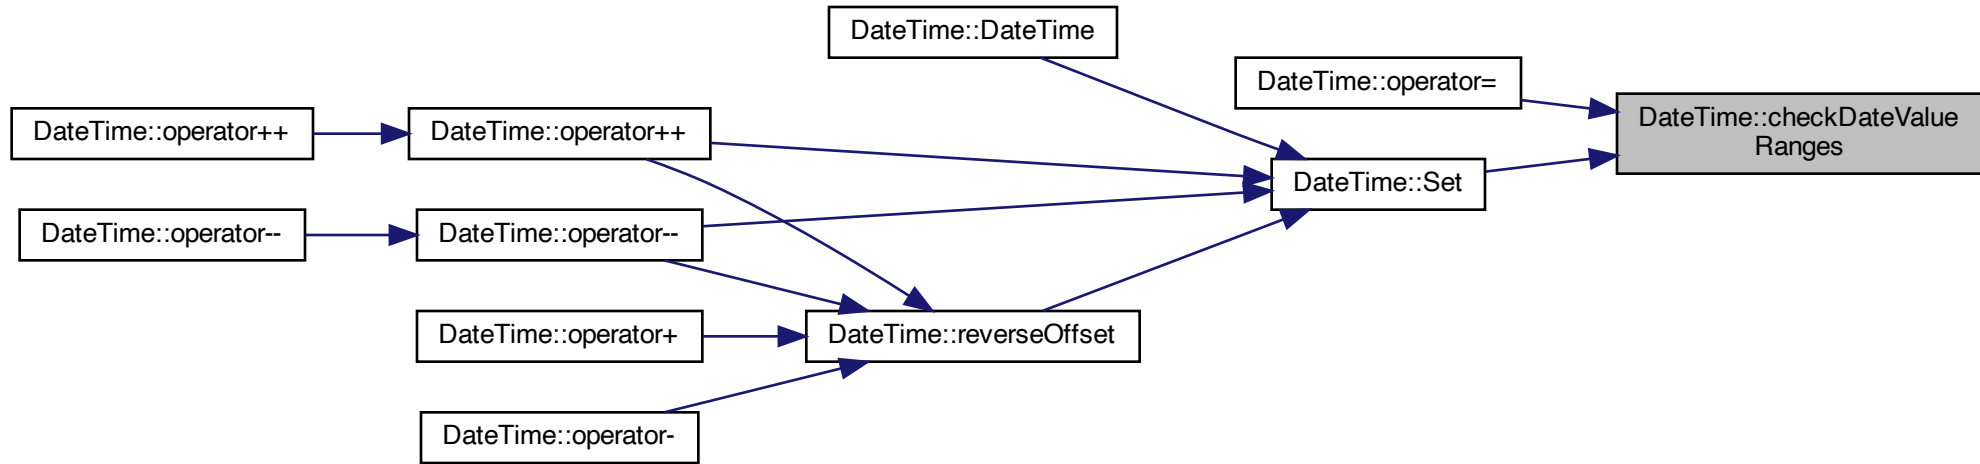 DateTime::DateTime
DateTime::operator=
DateTime::checkDateValue
Ranges
DateTime::operator++
DateTime::operator++
DateTime::Set
DateTime::operator--
DateTime::operator--
DateTime::operator+
DateTime::reverseOffset
DateTime::operator-